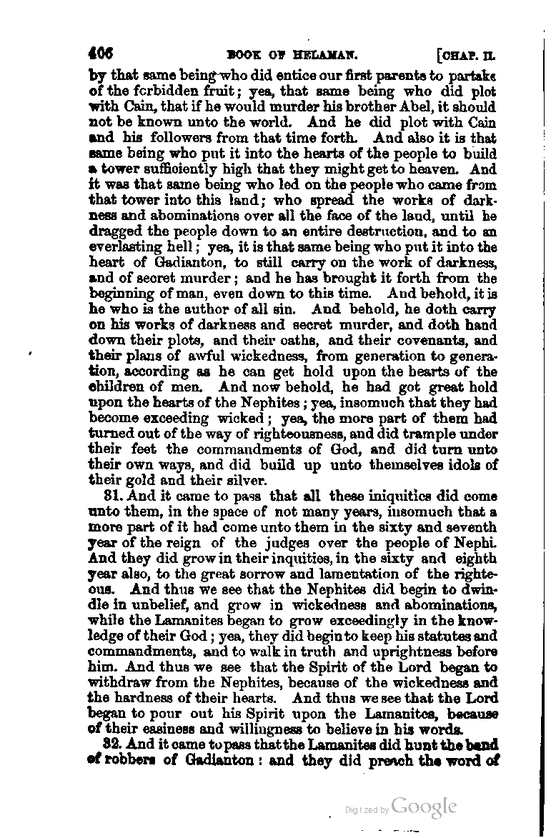 406 BOOK OF HELAMAN. [CHAP. II.
by that same being who did entice our first parents to partake
of the forbidden fruit; yea, that same being who did plot
with Cain, that if he would murder his brother Abel, it should
not be known unto the world. And he did plot with Cain
and his followers from that time forth. And also it is that
same being who put it into the hearts of the people to build
a tower sufficiently high that they might get to heaven. And
it was that same being who led on the people who came from
that tower into this land; who spread the works of dark-
ness and abominations over all the face of the land, until he
dragged the people down to an entire destruction, and to an
everlasting hell; yea, it is that same being who put it into the
heart of Gadianton, to still carry on the work of darkness,
and of secret murder; and he has brought it forth from the
beginning of man, even down to this time. And behold, it is
he who is the author of all sin. And behold, he doth carry
on his works of darkness and secret murder, and doth hand
down their plots, and their oaths, and their covenants, and
their plans of awful wickedness, from generation to genera-
tion, according as he can get hold upon the hearts of the
children of men. And now behold, he had got great hold
upon the hearts of the Nephites; yea, insomuch that they had
become exceeding wicked; yea, the more part of them had
turned out of the way of righteousness, and did trample under
their feet the commandments of God, and did turn unto
their own ways, and did build up unto themselves idols of
their gold and their silver.
31. And it came to pass that all these iniquities did come
unto them, in the space of not many years, insomuch that a
more part of it had come unto them in the sixty and seventh
year of the reign of the judges over the people of Nephi.
And they did grow in their inquities, in the sixty and eighth
year also, to the great sorrow and lamentation of the righte-
ous. And thus we see that the Nephites did begin to dwin-
dle in unbelief, and grow in wickedness and abominations,
while the Lamanites began to grow exceedingly in the know-
ledge of their God; yea, they did begin to keep his statutes and
commandments, and to walk in truth and uprightness before
him. And thus we see that the Spirit of the Lord began to
withdraw from the Nephites, because of the wickedness and
the hardness of their hearts. And thus we see that the Lord
began to pour out his Spirit upon the Lamanites, because
of their easiness and willingness to believe in his words.
32. And it came to pass that the Lamanites did hunt the band
of robbers of Gadianton: and they did preach the word of
Digitized by Google